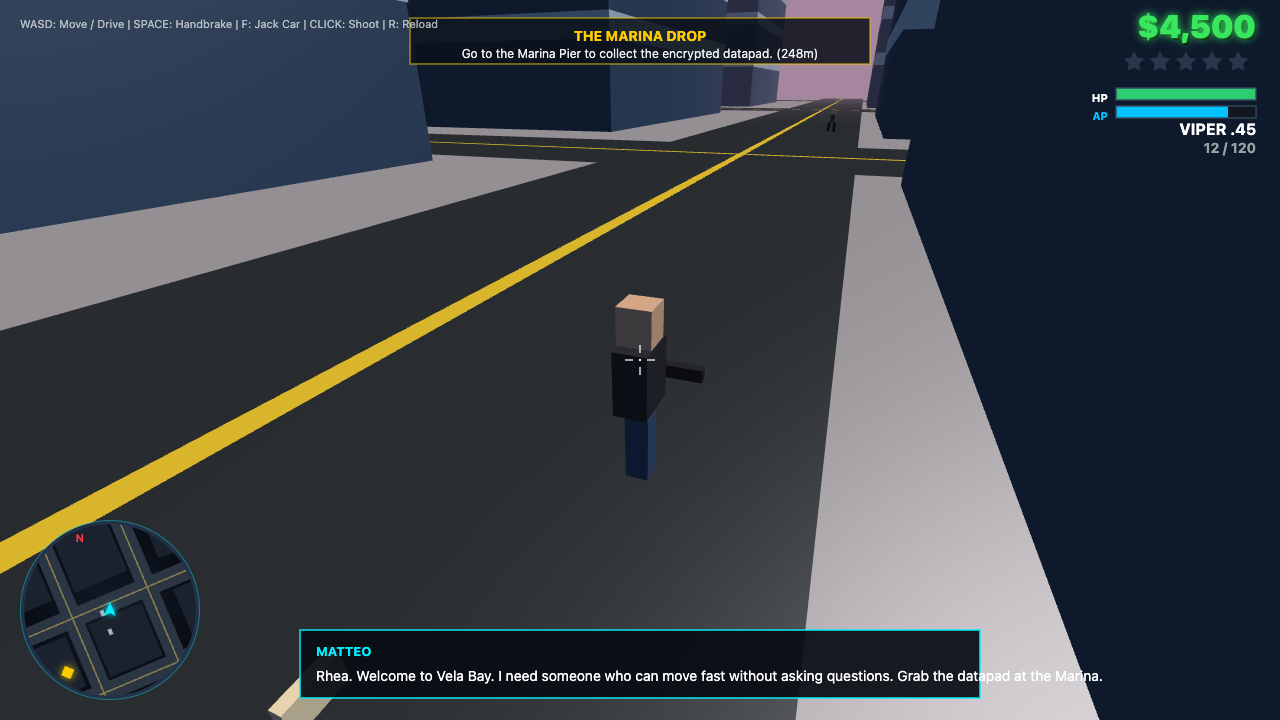 WASD: Move / Drive | SPACE: Handbrake | F: Jack Car | CLICK: Shoot | R: Reload
THE MARINA DROP
Go to the Marina Pier to collect the encrypted datapad. (248m)
$4,500
HP
AP
VIPER .45
12 / 120
N
MATTEO
Rhea. Welcome to Vela Bay. I need someone who can move fast without asking questions. Grab the datapad at the Marina.